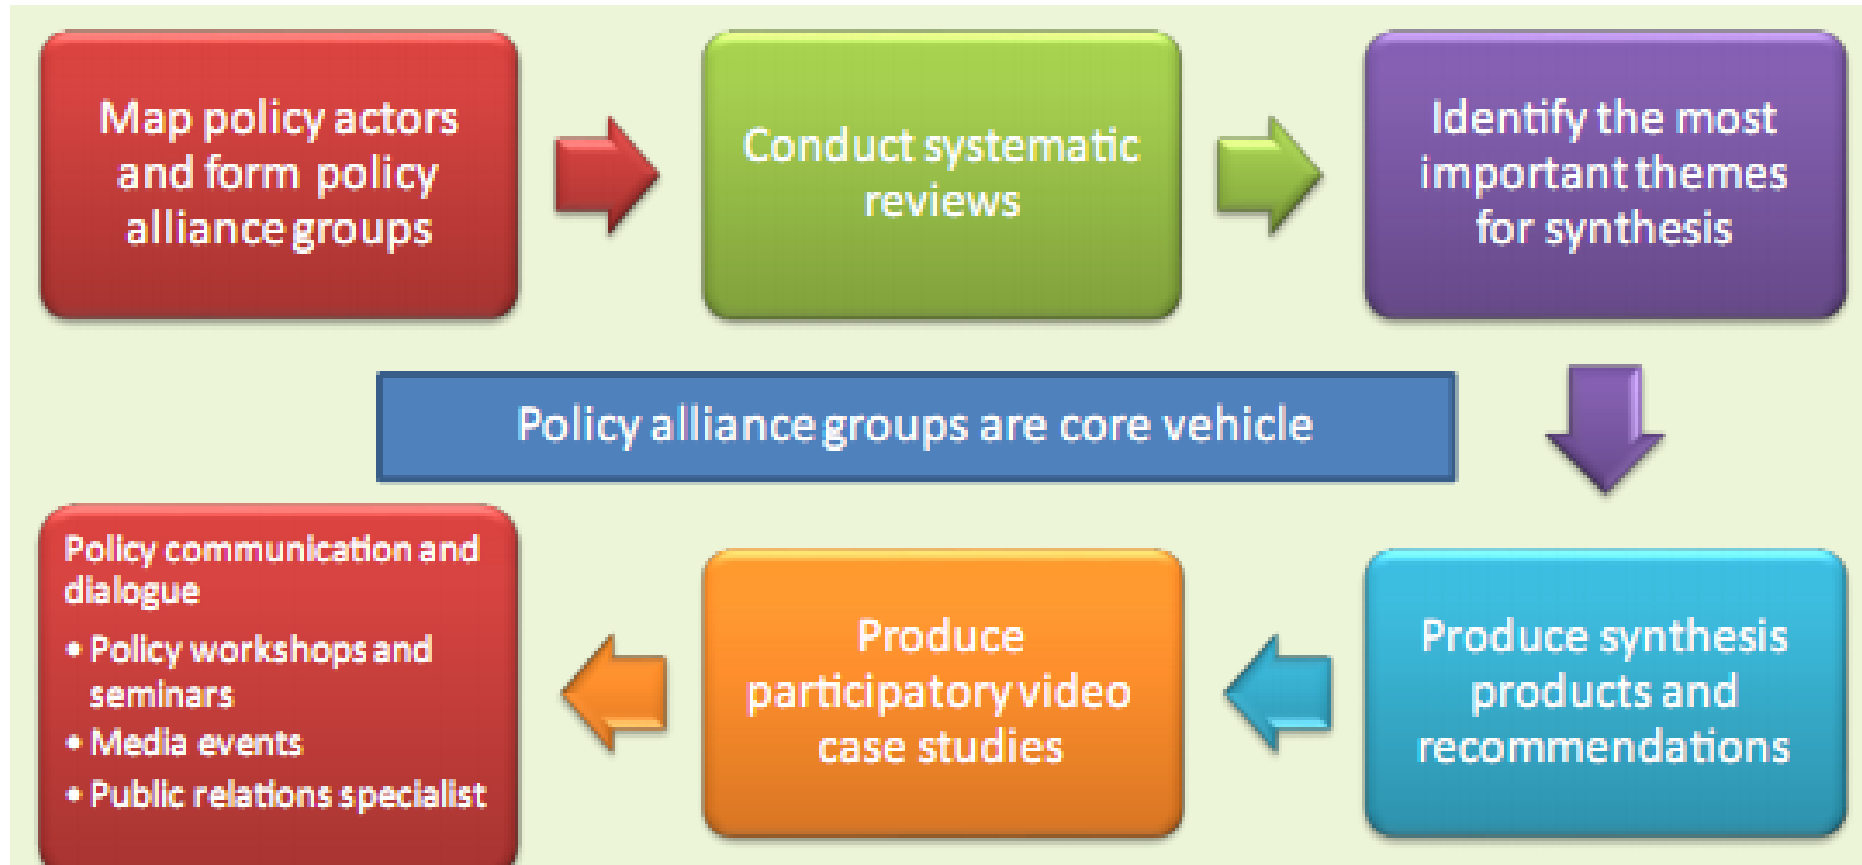 Map policy actors
and form policy
alliance groups
Conduct systematic
reviews
Identify the most
important themes
for synthesis
Policy alliance groups are core vehicle
Policy communication and
dialogue
• Policy workshops and
seminars
• Media events
• Public relations specialist
Produce
participatory video
case studies
Produce synthesis
products and
recommendations